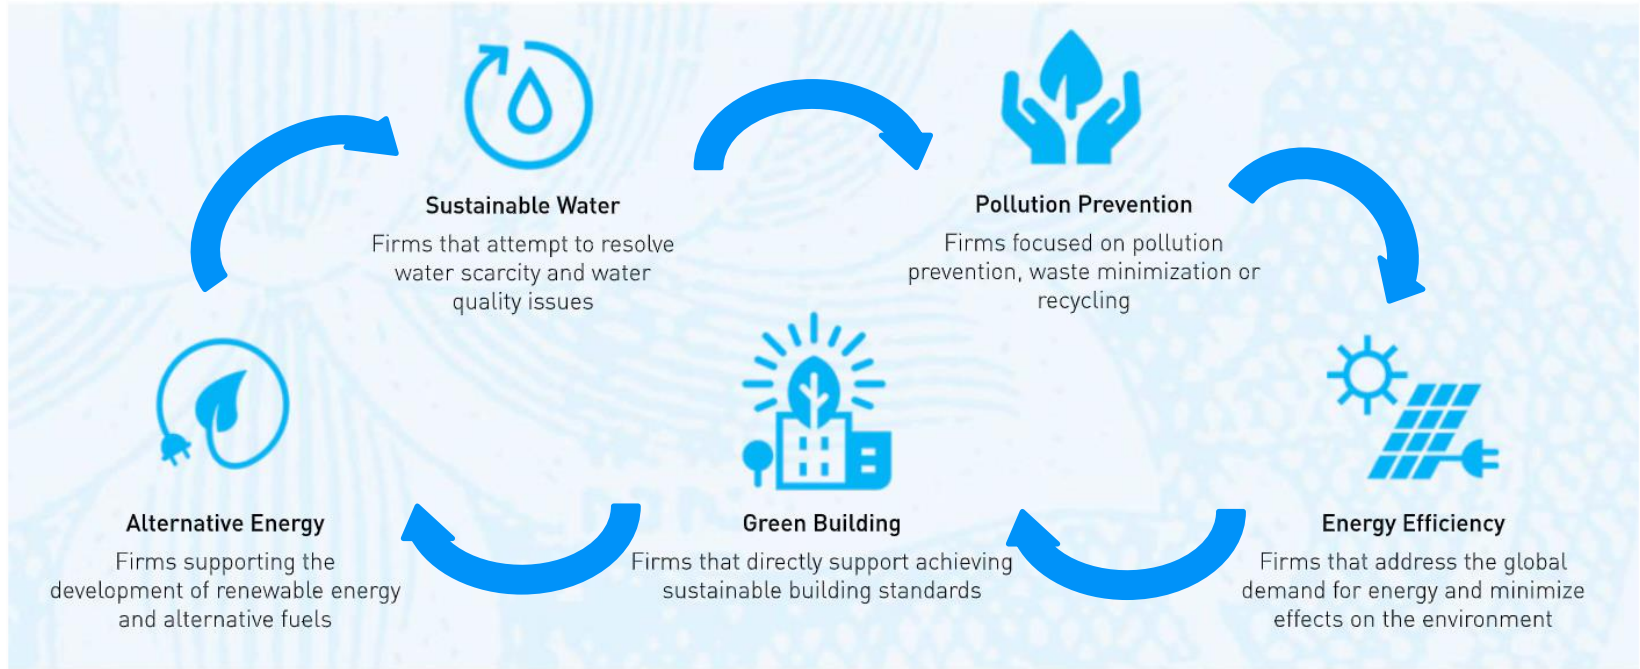 Sustainable Water
Firms that attempt to resolve
water scarcity and water
quality issues
Pollution Prevention
Firms focused on pollution
prevention, waste minimization or
recycling
Alternative Energy
Firms supporting the
development of renewable energy
and alternative fuels
Green Building
Firms that directly support achieving
sustainable building standards
Energy Efficiency
Firms that address the global
demand for energy and minimize
effects on the environment